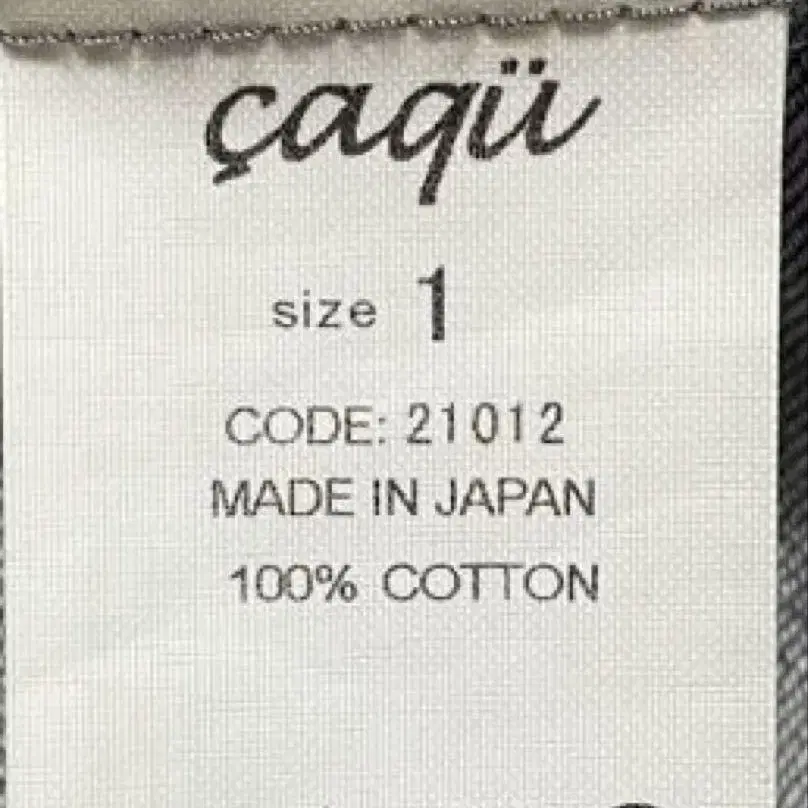 çaqü
size 1
CODE: 21012
MADE IN JAPAN
100% COTTON